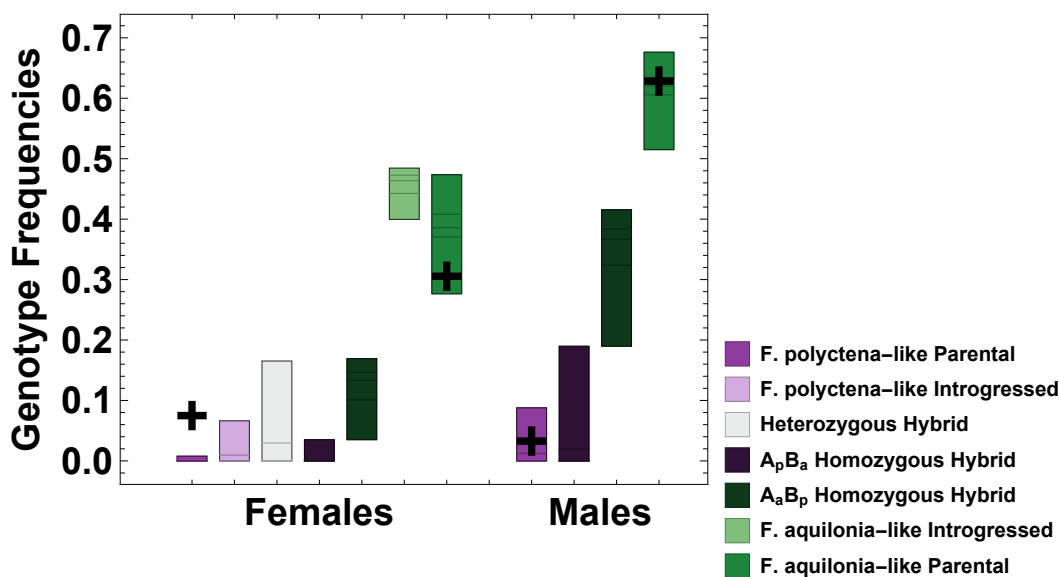 Genotype Frequencies
0.7
0.6
0.5
0.4
0.3
0.2
0.1
0.0
Females
Males
F. polyctena−like Parental
F. polyctena−like Introgressed
Heterozygous Hybrid
ApBa Homozygous Hybrid
AaBp Homozygous Hybrid
F. aquilonia−like Introgressed
F. aquilonia−like Parental